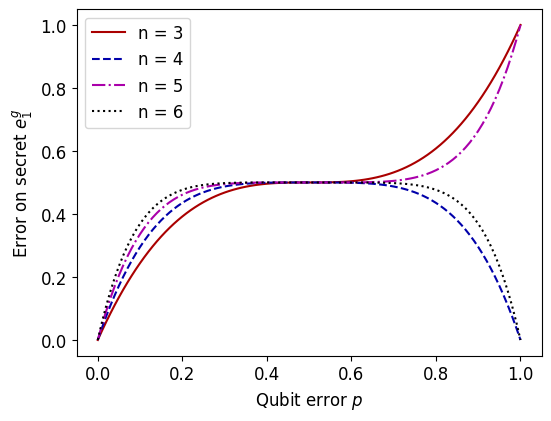 1.0
0.8
0.6
0.4
0.2
0.0
Error on secret $e_1^g$
n = 3
n = 4
n = 5
n = 6
0.0 0.2 0.4 0.6 0.8 1.0
Qubit error p